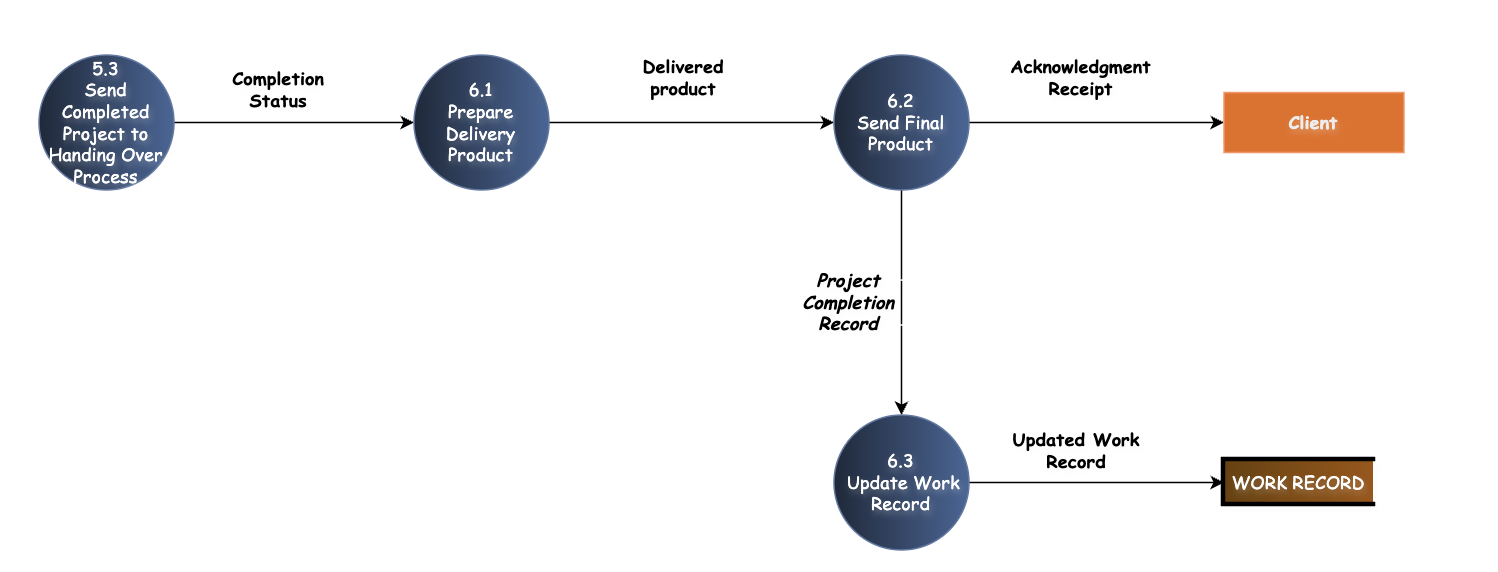 5.3
Send
Completed
Project to
Handing Over
Process
Completion
Status
6.1
Prepare
Delivery
Product
Delivered
product
6.2
Send Final
Product
Acknowledgment
Receipt
Client
Project
Completion
Record
6.3
Update Work
Record
Updated Work
Record
WORK RECORD